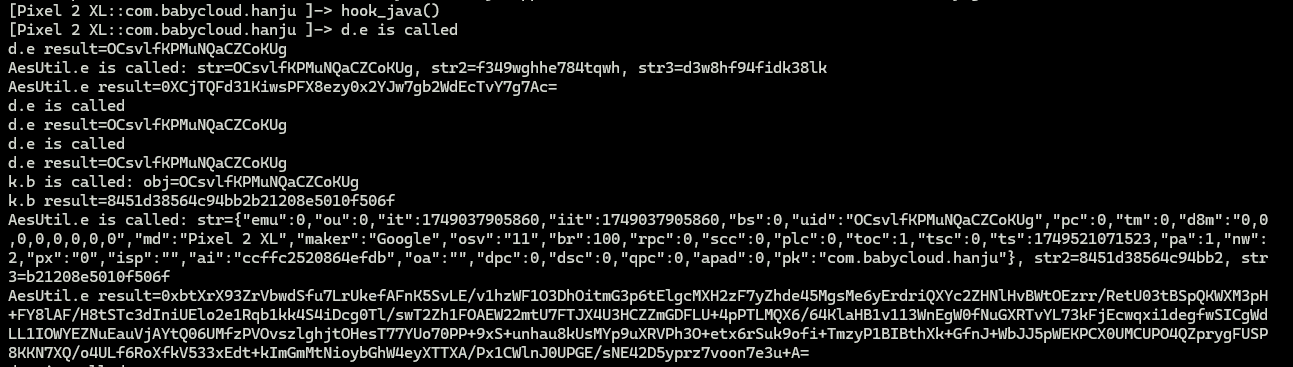 [Pixel 2 XL::com.babycloud.hanju ]-> hook_java()
[Pixel 2 XL::com.babycloud.hanju ]-> d.e is called
d.e result=OCsvlfKPMuNQaCZCoKUg
AesUtil.e is called: str=OCsvlfKPMuNQaCZCoKUg, str2=f349wghhe784tqwh, str3=d3w8hf94fidk38lk
AesUtil.e result=0XCjTQFd31KiwsPFX8ezy0x2YJw7gb2WdEcTvY7g7Ac=
d.e is called
d.e result=OCsvlfKPMuNQaCZCoKUg
d.e is called
d.e result=OCsvlfKPMuNQaCZCoKUg
k.b is called: obj=OCsvlfKPMuNQaCZCoKUg
k.b result=8451d38564c94bb2b21208e5010f506f
AesUtil.e is called: str={"emu":0,"ou":0,"it":1749037905860,"iit":1749037905860,"bs":0,"uid":"OCsvlfKPMuNQaCZCoKUg","pc":0,"tm":0,"d8m":"0,0
,0,0,0,0,0,0","md":"Pixel 2 XL","maker":"Google","osv":"11","br":100,"rpc":0,"scc":0,"plc":0,"toc":1,"tsc":0,"ts":1749521071523,"pa":1,"nw":
2,"px":"0","isp":"","ai":"ccffc2520864efdb","oa":"","dpc":0,"dsc":0,"qpc":0,"apad":0,"pk":"com.babycloud.hanju"}, str2=8451d38564c94bb2, str
3=b21208e5010f506f
AesUtil.e result=0xbtXrX93ZrVbwdSfu7LrUkefAFnK5SvLE/v1hzWF1O3DhOitmG3p6tElgcMXH2zF7yZhde45MgsMe6yErdriQXYc2ZHNlHvBWtOEzrr/RetU03tBSpQKWXM3pH
+FY8lAF/H8tSTc3dIniUElo2e1Rqb1kk4S4iDcg0Tl/swT2Zh1FOAEW22mtU7FTJX4U3HCZZmGDFLU+4pPTLMQX6/64KlaHB1v113WnEgW0fNuGXRTvYL73kFjEcwqxi1degfwSICgWd
LL1IOWYEZNuEauVjAYtQ06UMfzPVOvszlghjtOHesT77YUo70PP+9xS+unhau8kUsMYp9uXRVPh3O+etx6rSuk9ofi+TmzyP1BIBthXk+GfnJ+WbJJ5pWEKPCX0UMCUPO4QZprygFUSP
8KKN7XQ/o4ULf6RoXfkV533xEdt+kImGmMtNioybGhW4eyXTTXA/Px1CWlnJ0UPGE/sNE42D5yprz7voon7e3u+A=